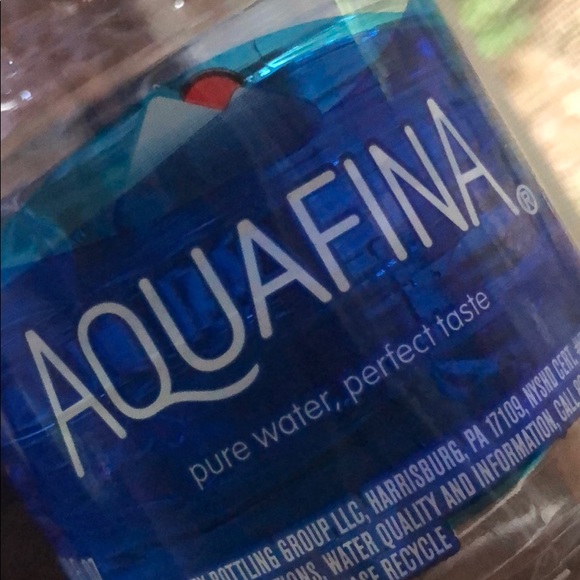 AQUAFINA®
pure water, perfect taste
BOTTLING GROUP LLC, HARRISBURG, PA 17109, NYSHD CERT.
WATER QUALITY AND INFORMATION, CALL
RECYCLE